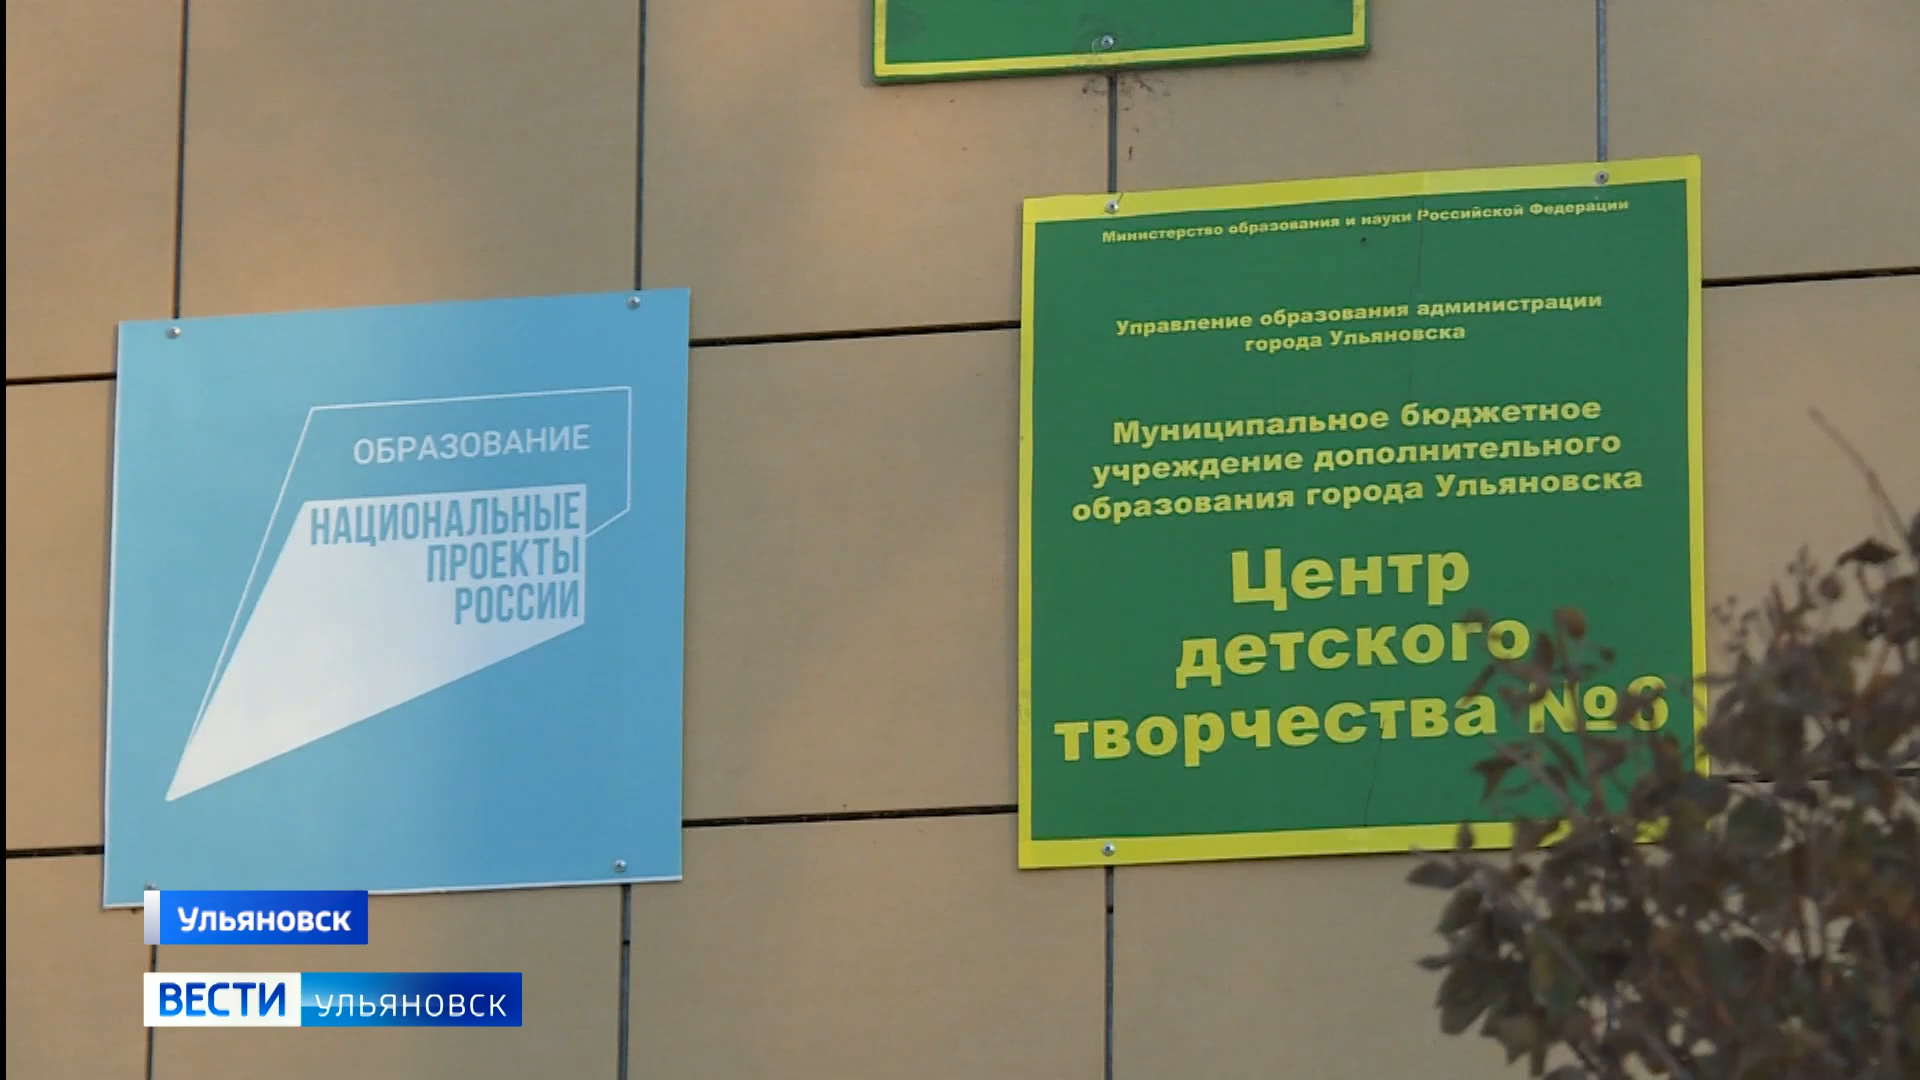 ОБРАЗОВАНИЕ
НАЦИОНАЛЬНЫЕ
ПРОЕКТЫ
РОССИИ
Министерство образования и науки Российской Федерации
Управление образования администрации
города Ульяновска
Муниципальное бюджетное
учреждение дополнительного
образования города Ульяновска
Центр
детского
творчества №6
Ульяновск
ВЕСТИ УЛЬЯНОВСК